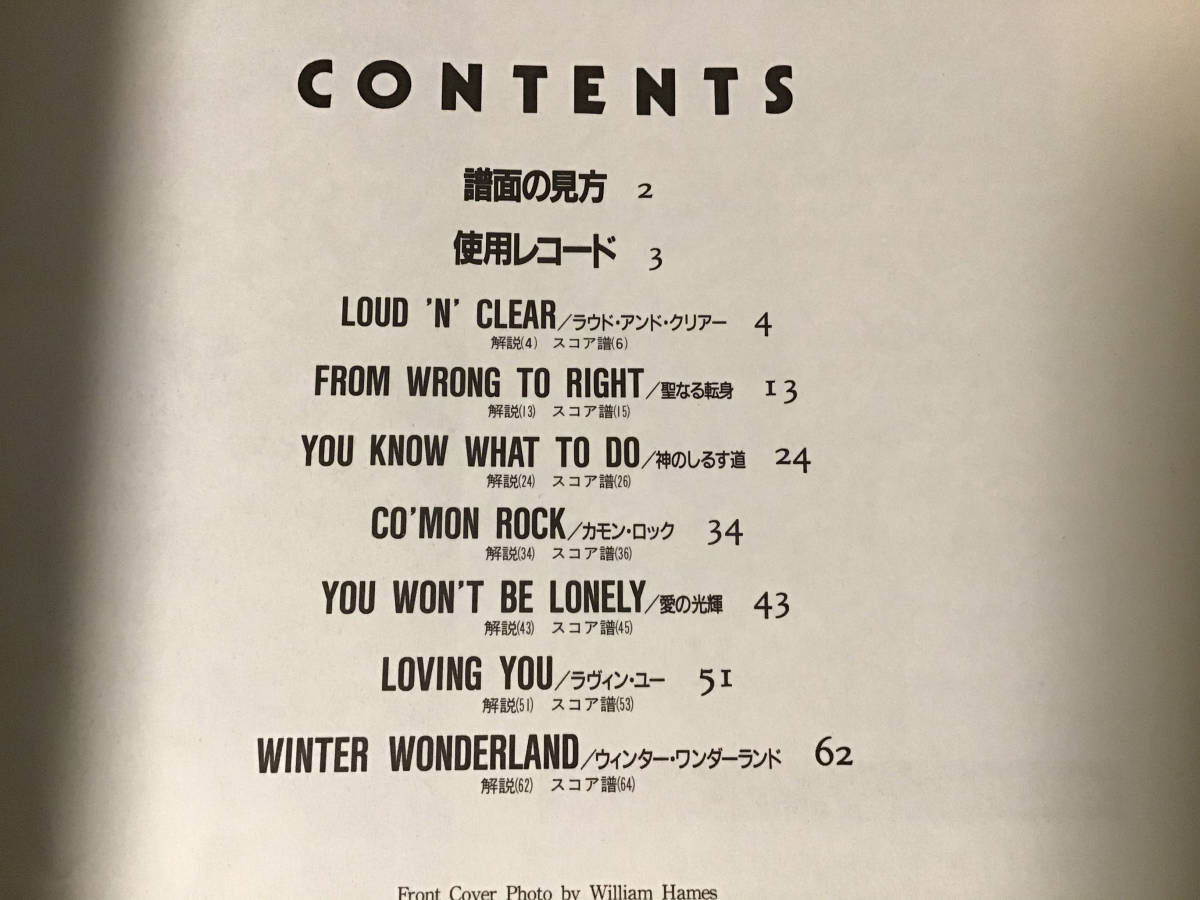 CONTENTS
譜面の見方 2
使用レコード 3
LOUD 'N' CLEAR/ラウド・アンド・クリアー 4
解説(4) スコア譜(6)
FROM WRONG TO RIGHT/聖なる転身 13
解説(13) スコア譜(15)
YOU KNOW WHAT TO DO/神のしるす道 24
解説(24) スコア譜(26)
CO'MON ROCK/カモン・ロック 34
解説(34) スコア譜(36)
YOU WON'T BE LONELY/愛の光輝 43
解説(43) スコア譜(45)
LOVING YOU/ラヴィン・ユー 51
解説(51) スコア譜(53)
WINTER WONDERLAND/ウィンター・ワンダーランド 62
解説(62) スコア譜(64)
Front Cover Photo by William Hames